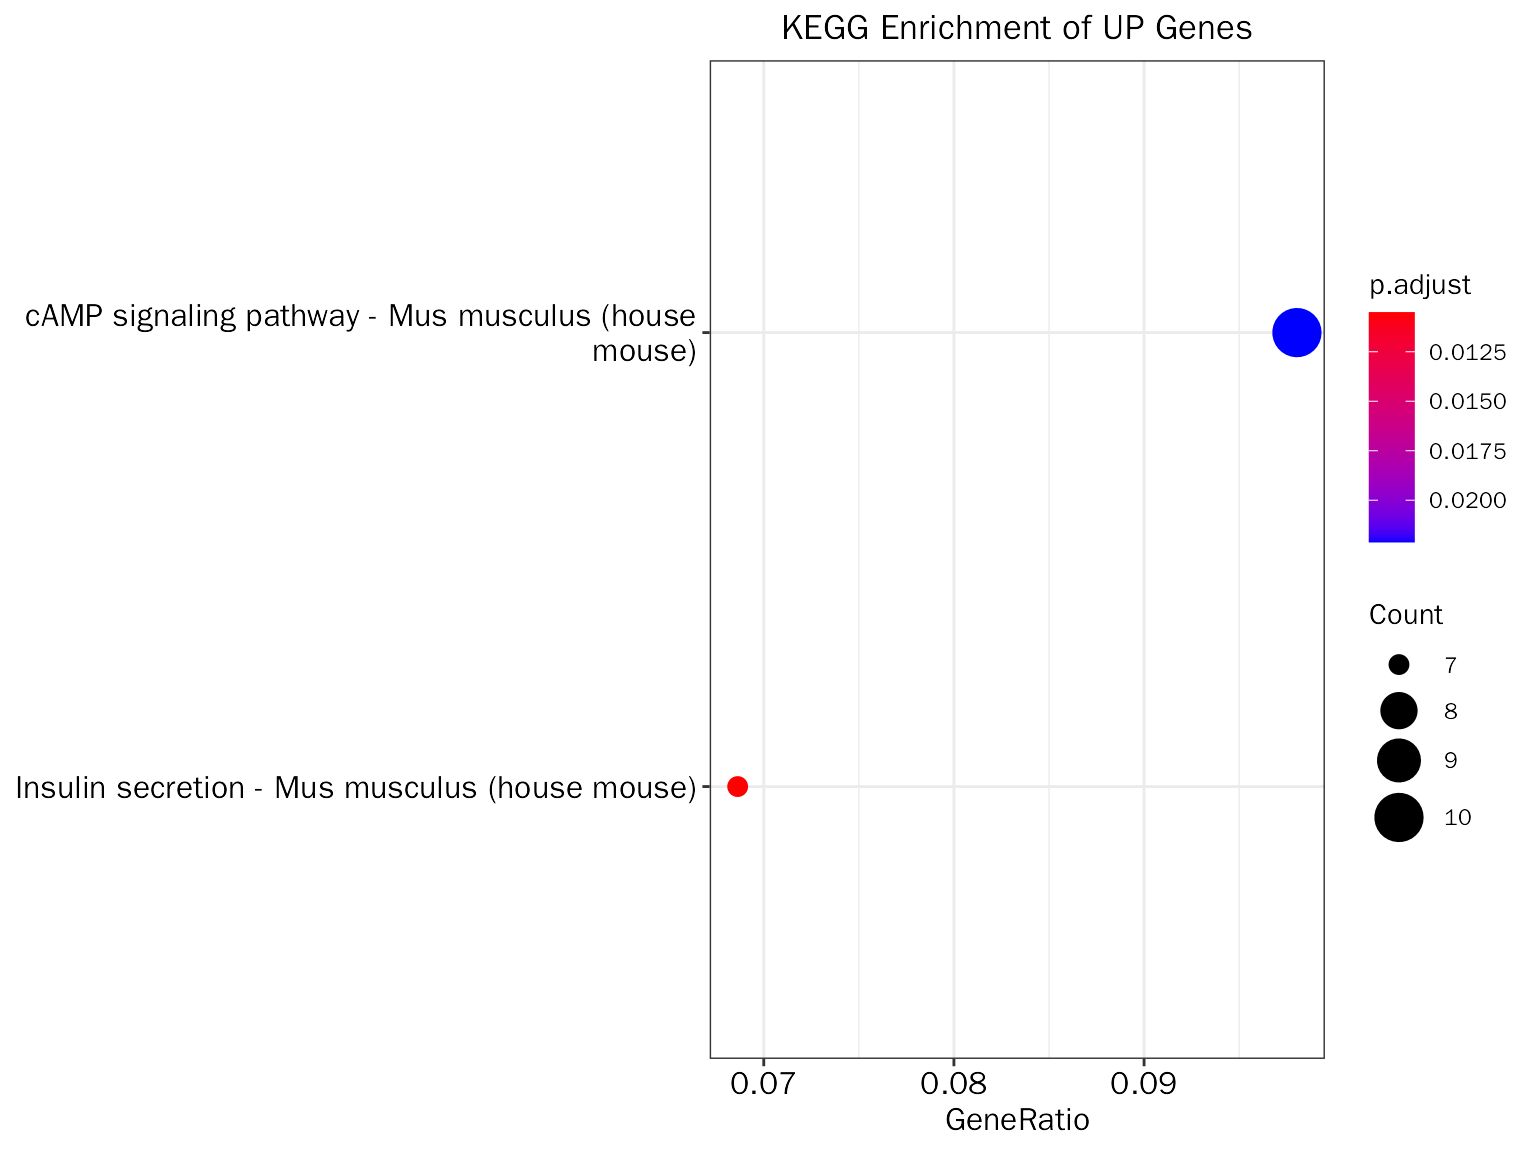 KEGG Enrichment of UP Genes
cAMP signaling pathway - Mus musculus (house
mouse)
Insulin secretion - Mus musculus (house mouse)
0.07
0.08
0.09
GeneRatio
p.adjust
0.0125
0.0150
0.0175
0.0200
Count
7
8
9
10